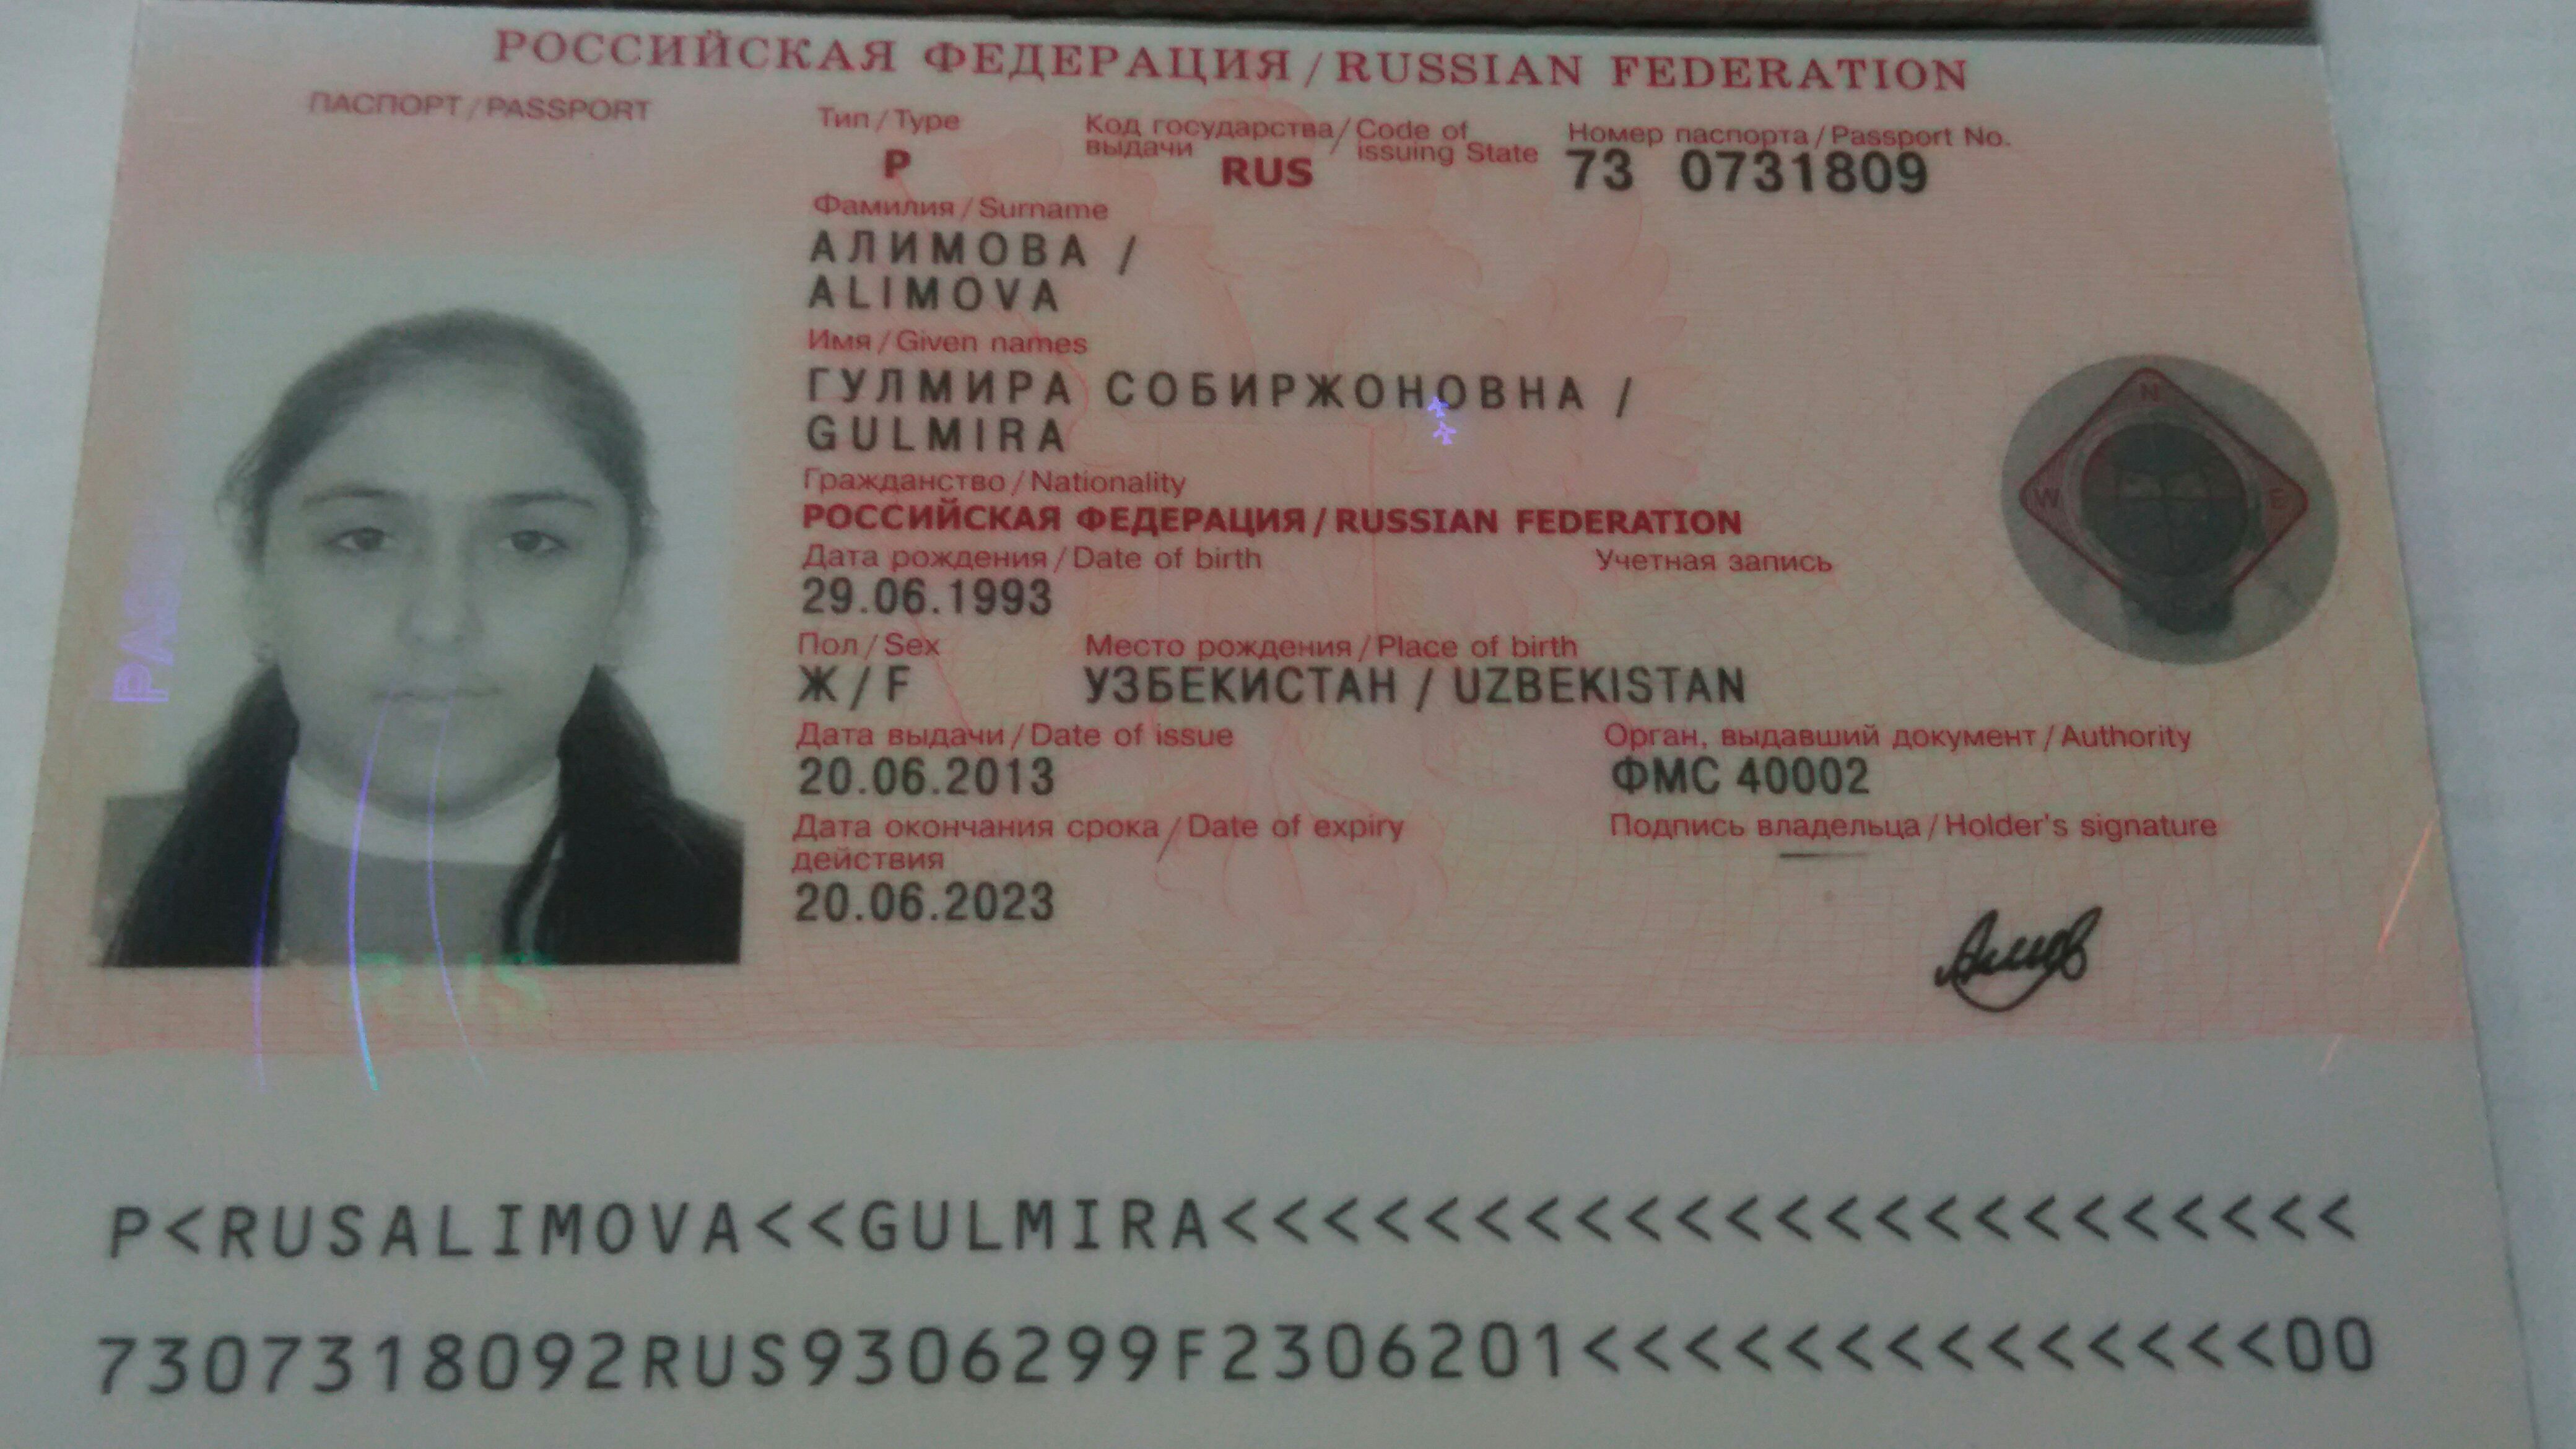 РОССИЙСКАЯ ФЕДЕРАЦИЯ / RUSSIAN FEDERATION
ПАСПОРТ / PASSPORT
Тип / Type
Код государства / Code of
выдачи issuing State
Номер паспорта / Passport No.
P
RUS
73 0731809
Фамилия / Surname
АЛИМОВА /
ALIMOVA
Имя / Given names
ГУЛМИРА СОБИРЖОНОВНА /
GULMIRA
Гражданство / Nationality
РОССИЙСКАЯ ФЕДЕРАЦИЯ / RUSSIAN FEDERATION
Дата рождения / Date of birth
Учетная запись
29.06.1993
Пол / Sex
Место рождения / Place of birth
Ж / F
УЗБЕКИСТАН / UZBEKISTAN
Дата выдачи / Date of issue
Орган, выдавший документ / Authority
20.06.2013
ФМС 40002
Дата окончания срока / Date of expiry
действия
Подпись владельца / Holder's signature
20.06.2023
N
W
E
PAS
RUS
P<RUSALIMOVA<<GULMIRA<<<<<<<<<<<<<<<<<<<<<<<
7307318092RUS9306299F2306201<<<<<<<<<<<<<<00